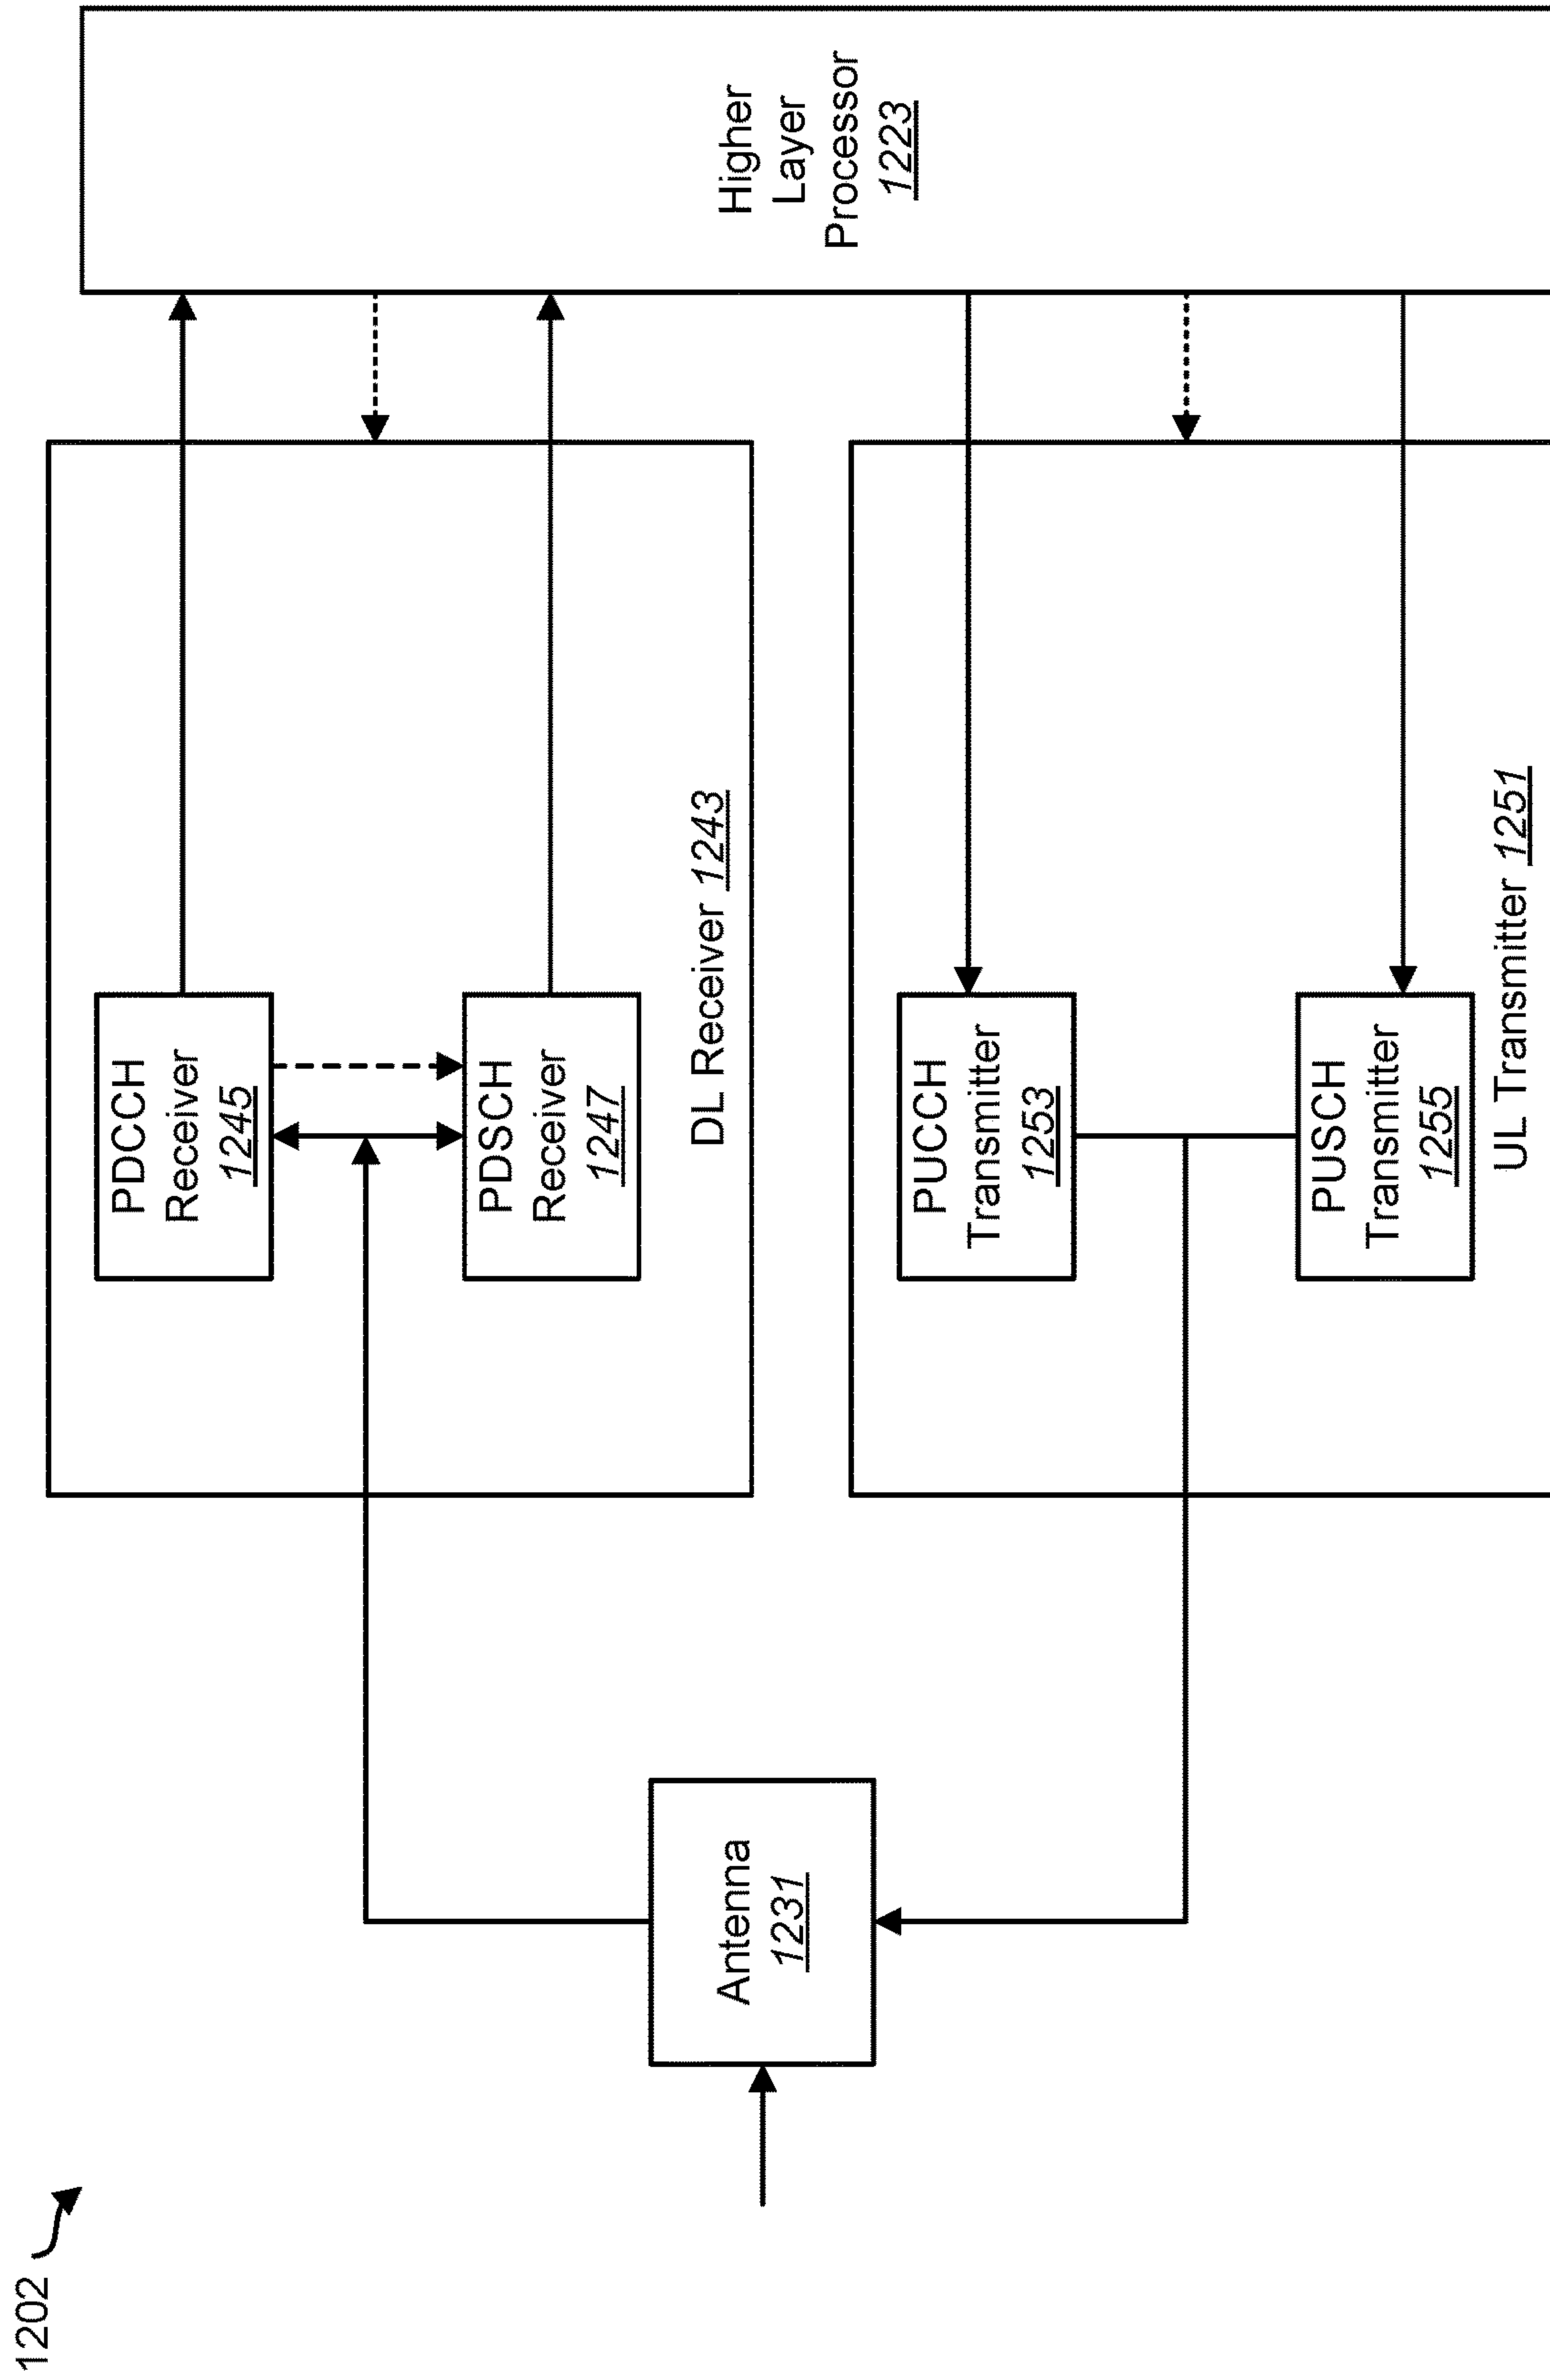 1202
PDCCH
Receiver
1245
PDSCH
Receiver
1247
DL Receiver 1243
Antenna
1231
Higher
Layer
Processor
1223
PUCCH
Transmitter
1253
PUSCH
Transmitter
1255
UL Transmitter 1251